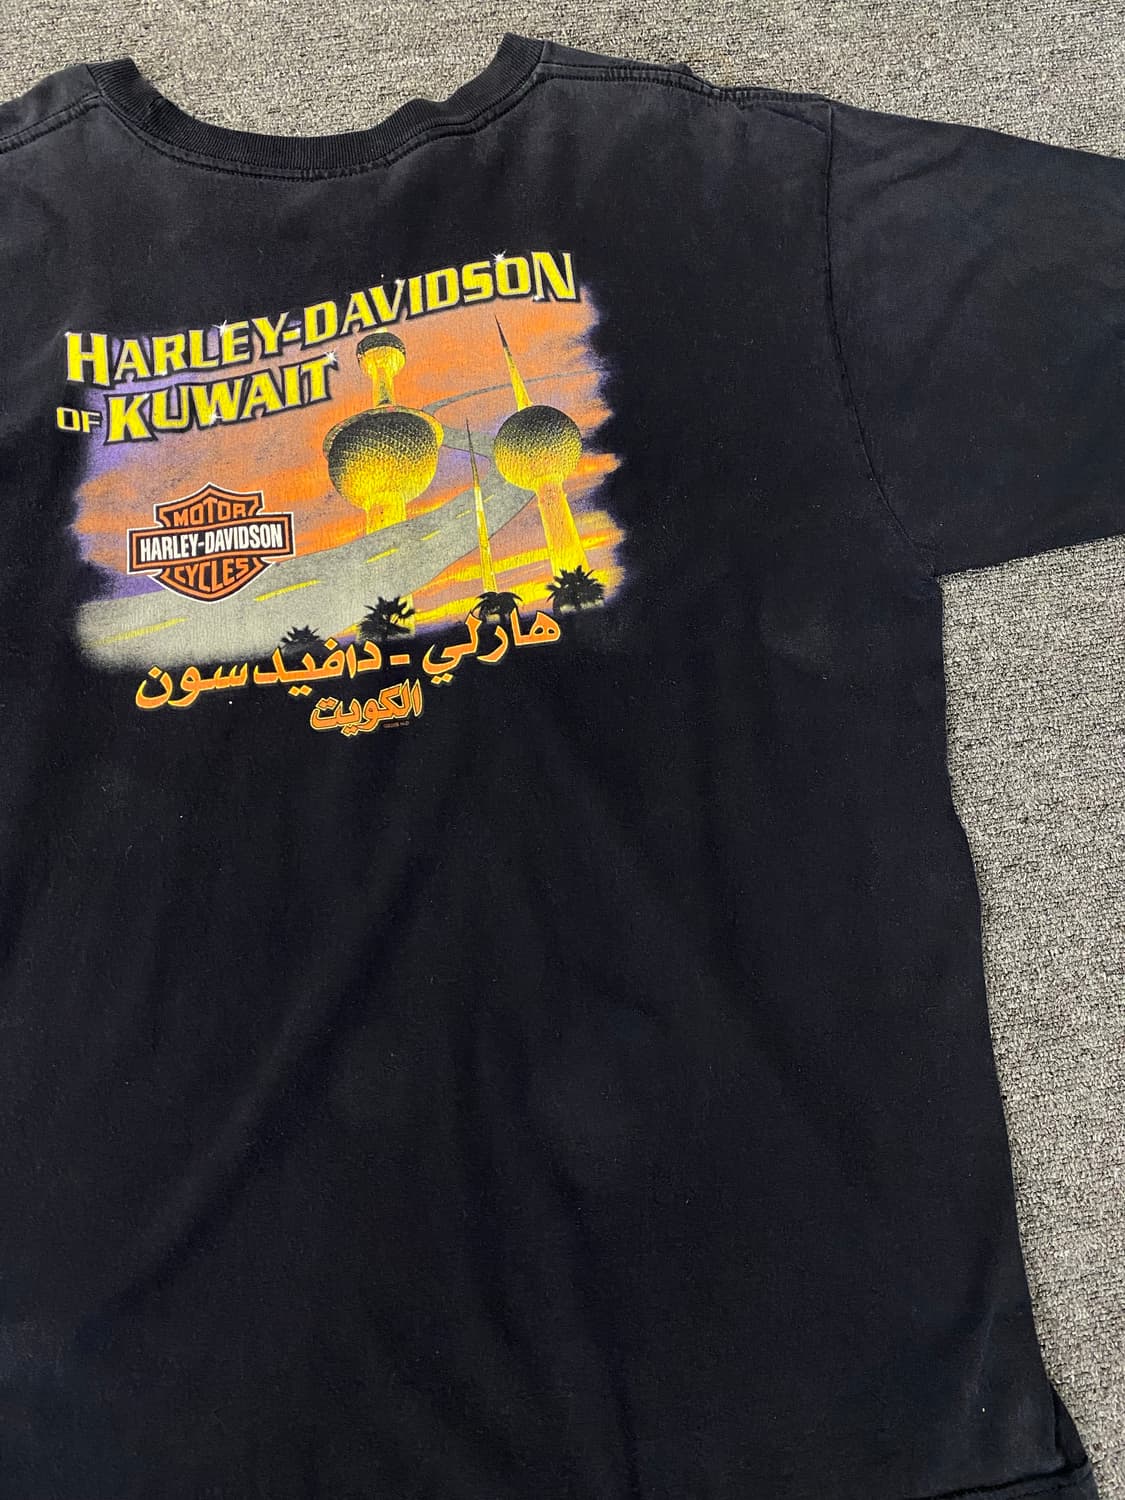 HARLEY-DAVIDSON
OF KUWAIT
MOTOR
HARLEY-DAVIDSON
CYCLES
هارلي - دافيدسون
الكويت